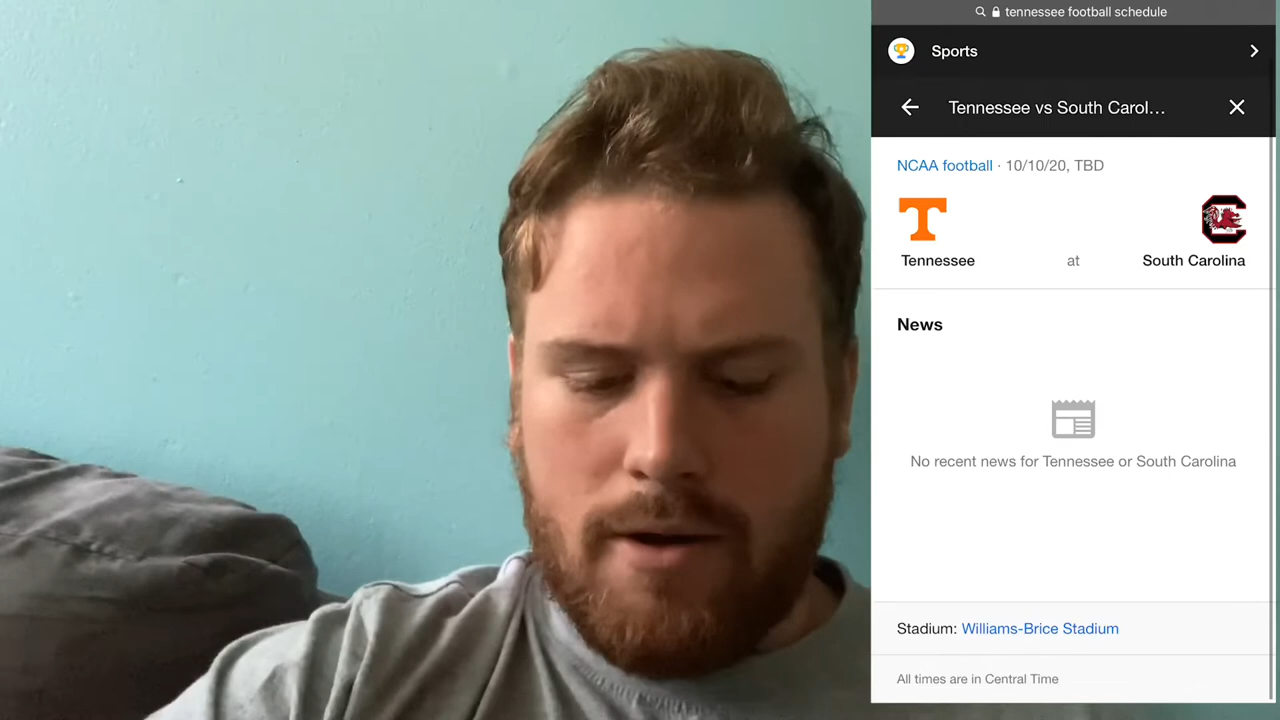 tennessee football schedule
Sports
Tennessee vs South Carol...
NCAA football · 10/10/20, TBD
T
C
Tennessee at South Carolina
News
No recent news for Tennessee or South Carolina
Stadium: Williams-Brice Stadium
All times are in Central Time